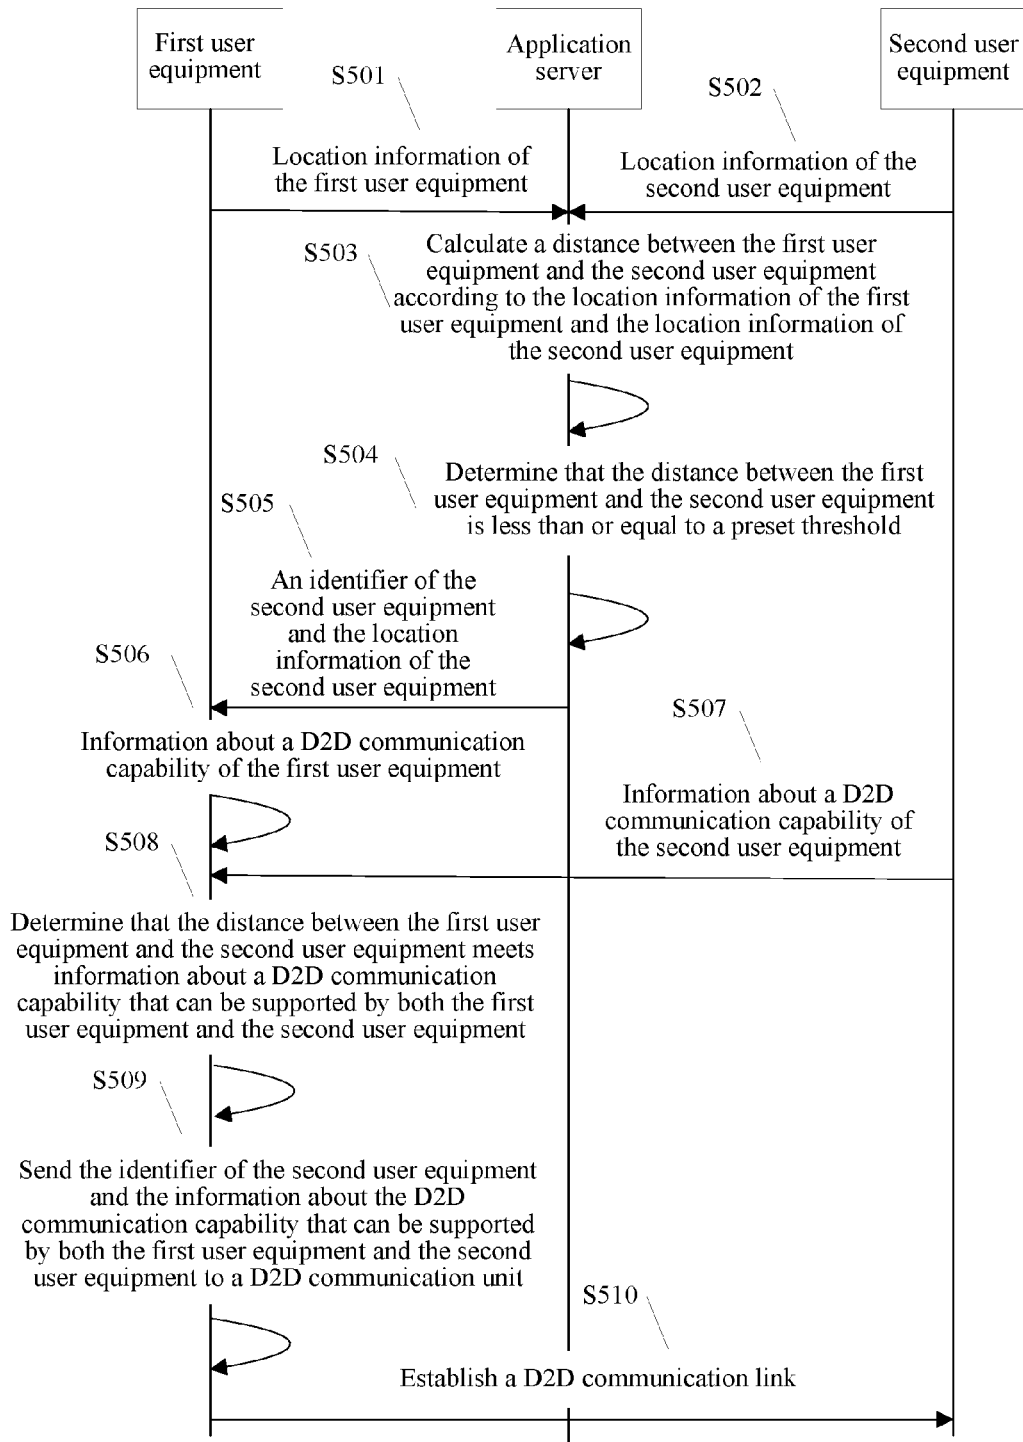 First user
equipment
Application
server
Second user
equipment
S501
S502
Location information of
the first user equipment
Location information of the
second user equipment
S503
Calculate a distance between the first user
equipment and the second user equipment
according to the location information of the first
user equipment and the location information of
the second user equipment
S504
Determine that the distance between the first
user equipment and the second user equipment
is less than or equal to a preset threshold
S505
An identifier of the
second user equipment
and the location
information of the
second user equipment
S506
Information about a D2D communication
capability of the first user equipment
S507
Information about a D2D
communication capability of
the second user equipment
S508
Determine that the distance between the first user
equipment and the second user equipment meets
information about a D2D communication
capability that can be supported by both the first
user equipment and the second user equipment
S509
Send the identifier of the second user equipment
and the information about the D2D
communication capability that can be supported
by both the first user equipment and the second
user equipment to a D2D communication unit
S510
Establish a D2D communication link